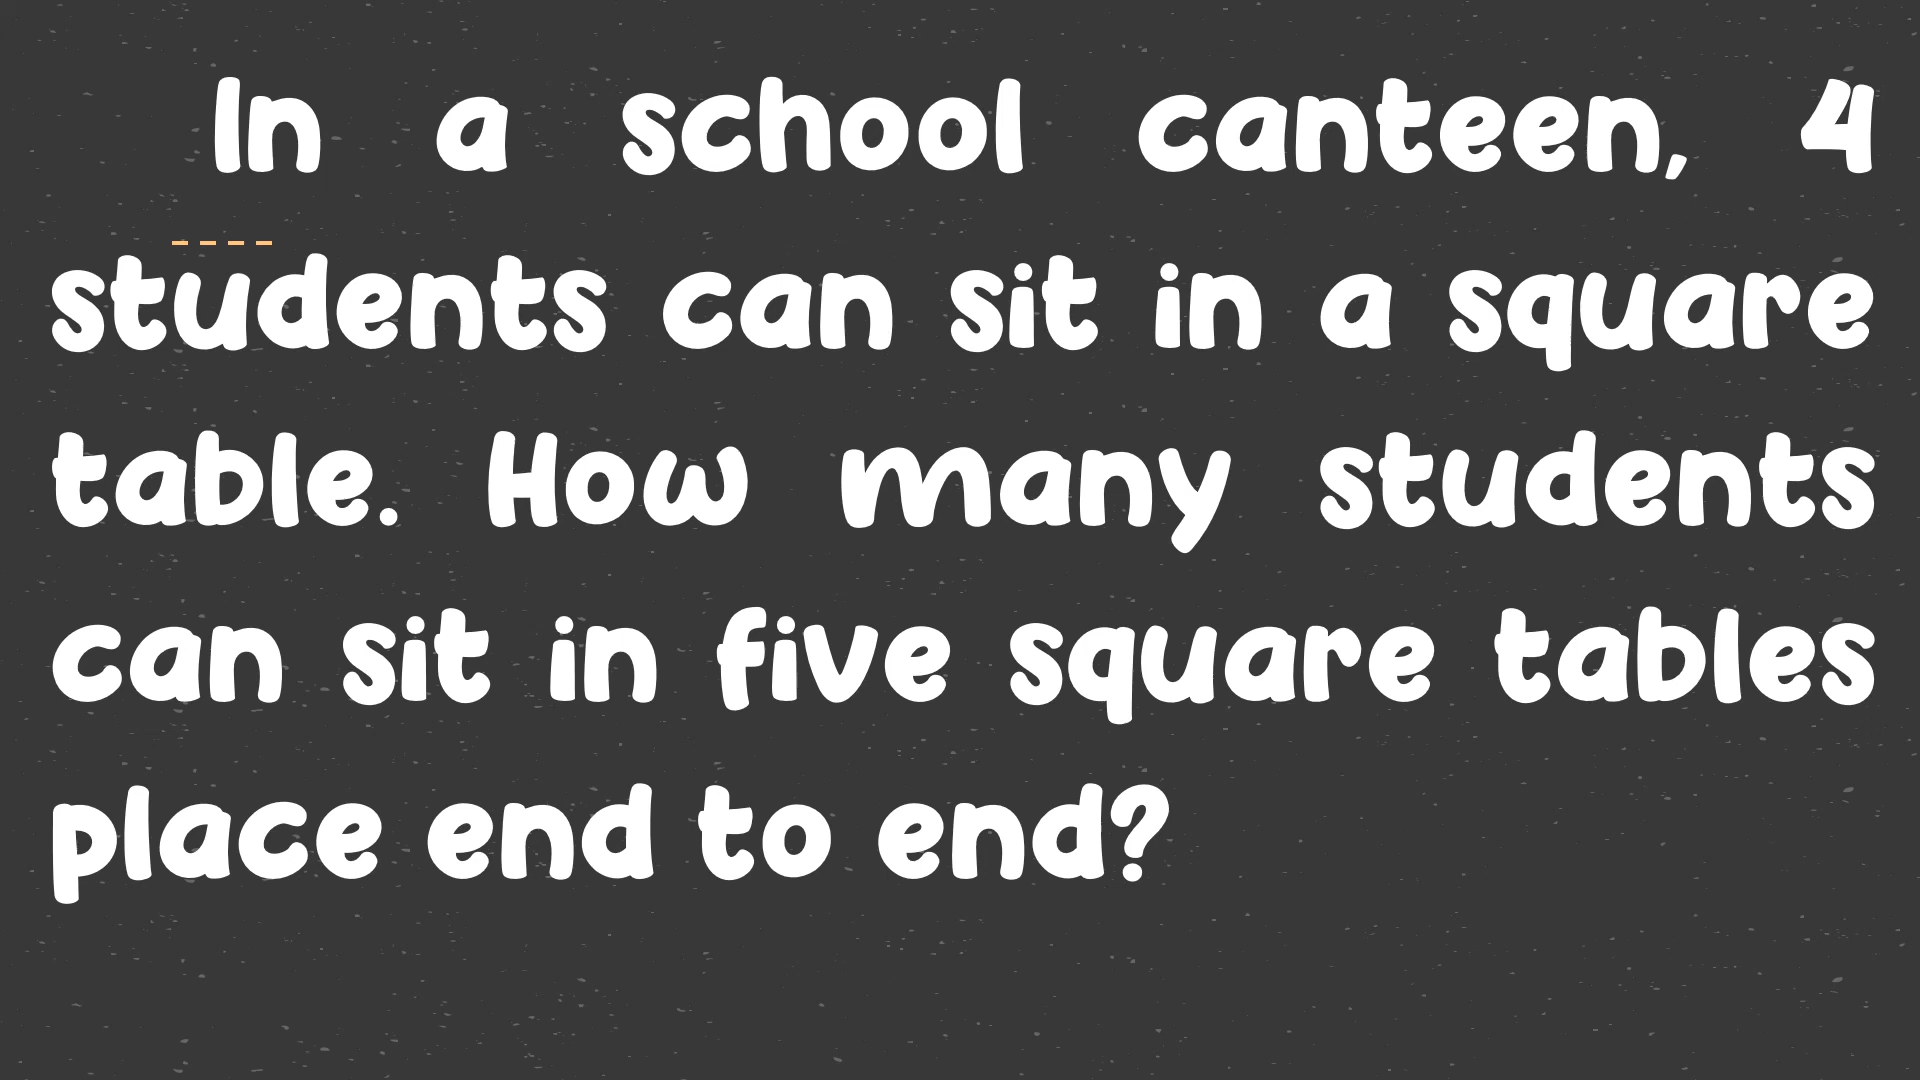 In a school canteen, 4
students can sit in a square
table. How many students
can sit in five square tables
place end to end?